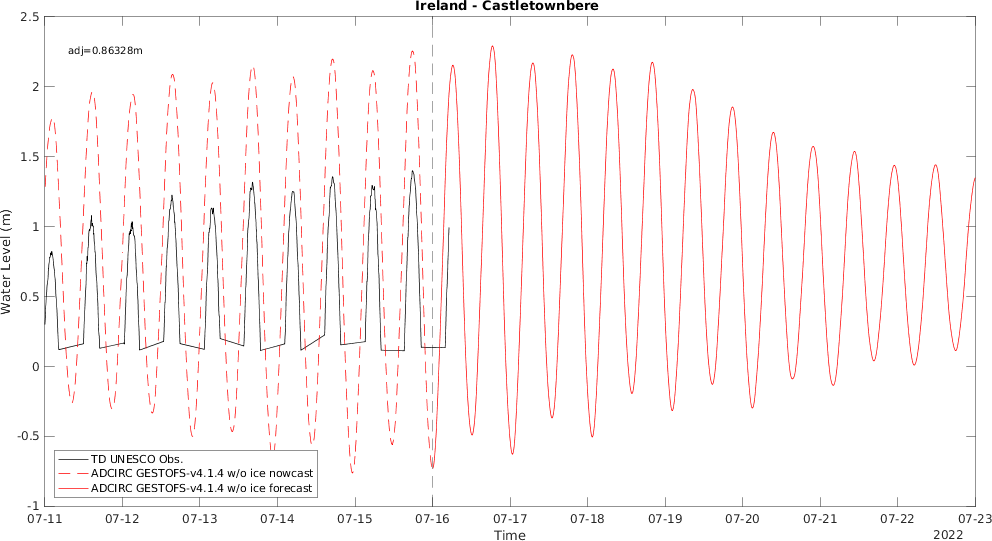 Ireland - Castletownbere
adj=0.86328m
Water Level (m)
2.5
2
1.5
1
0.5
0
-0.5
-1
TD UNESCO Obs.
ADCIRC GESTOFS-v4.1.4 w/o ice nowcast
ADCIRC GESTOFS-v4.1.4 w/o ice forecast
07-11 07-12 07-13 07-14 07-15 07-16 07-17 07-18 07-19 07-20 07-21 07-22 07-23
Time
2022